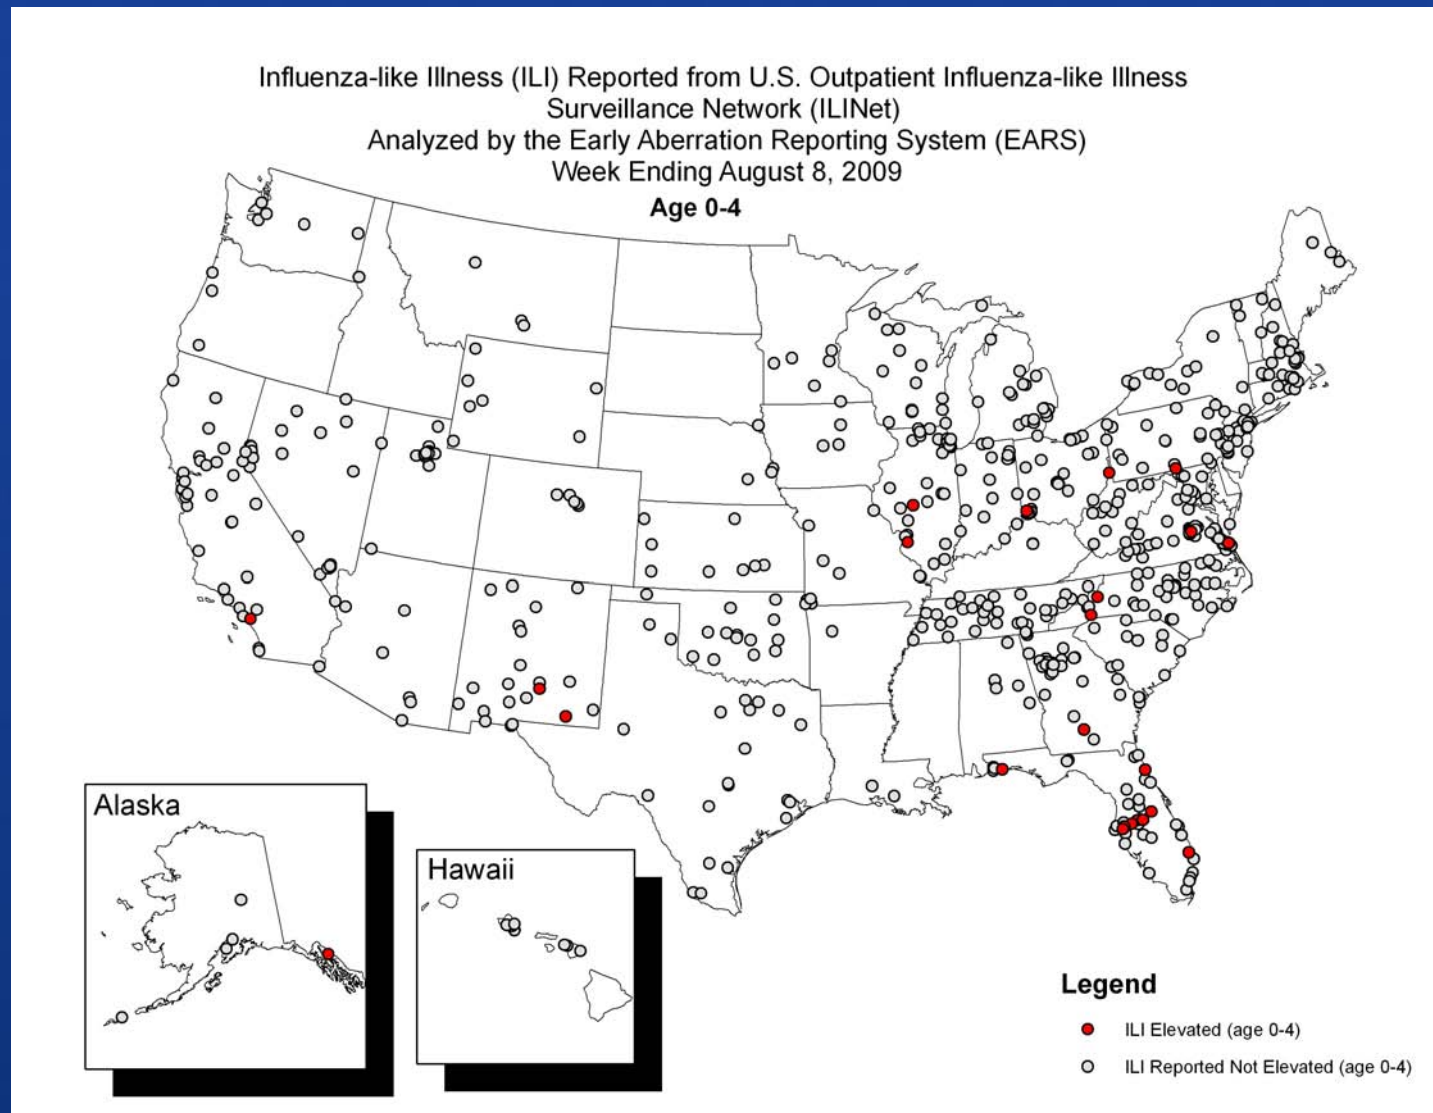 Influenza-like Illness (ILI) Reported from U.S. Outpatient Influenza-like Illness
Surveillance Network (ILINet)
Analyzed by the Early Aberration Reporting System (EARS)
Week Ending August 8, 2009
Age 0-4
Alaska
Hawaii
Legend
ILI Elevated (age 0-4)
ILI Reported Not Elevated (age 0-4)